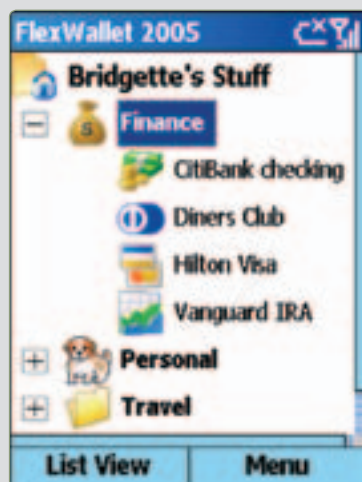 FlexWallet 2005
Bridgette's Stuff
Finance
CitiBank checking
Diners Club
Hilton Visa
Vanguard IRA
Personal
Travel
List View Menu